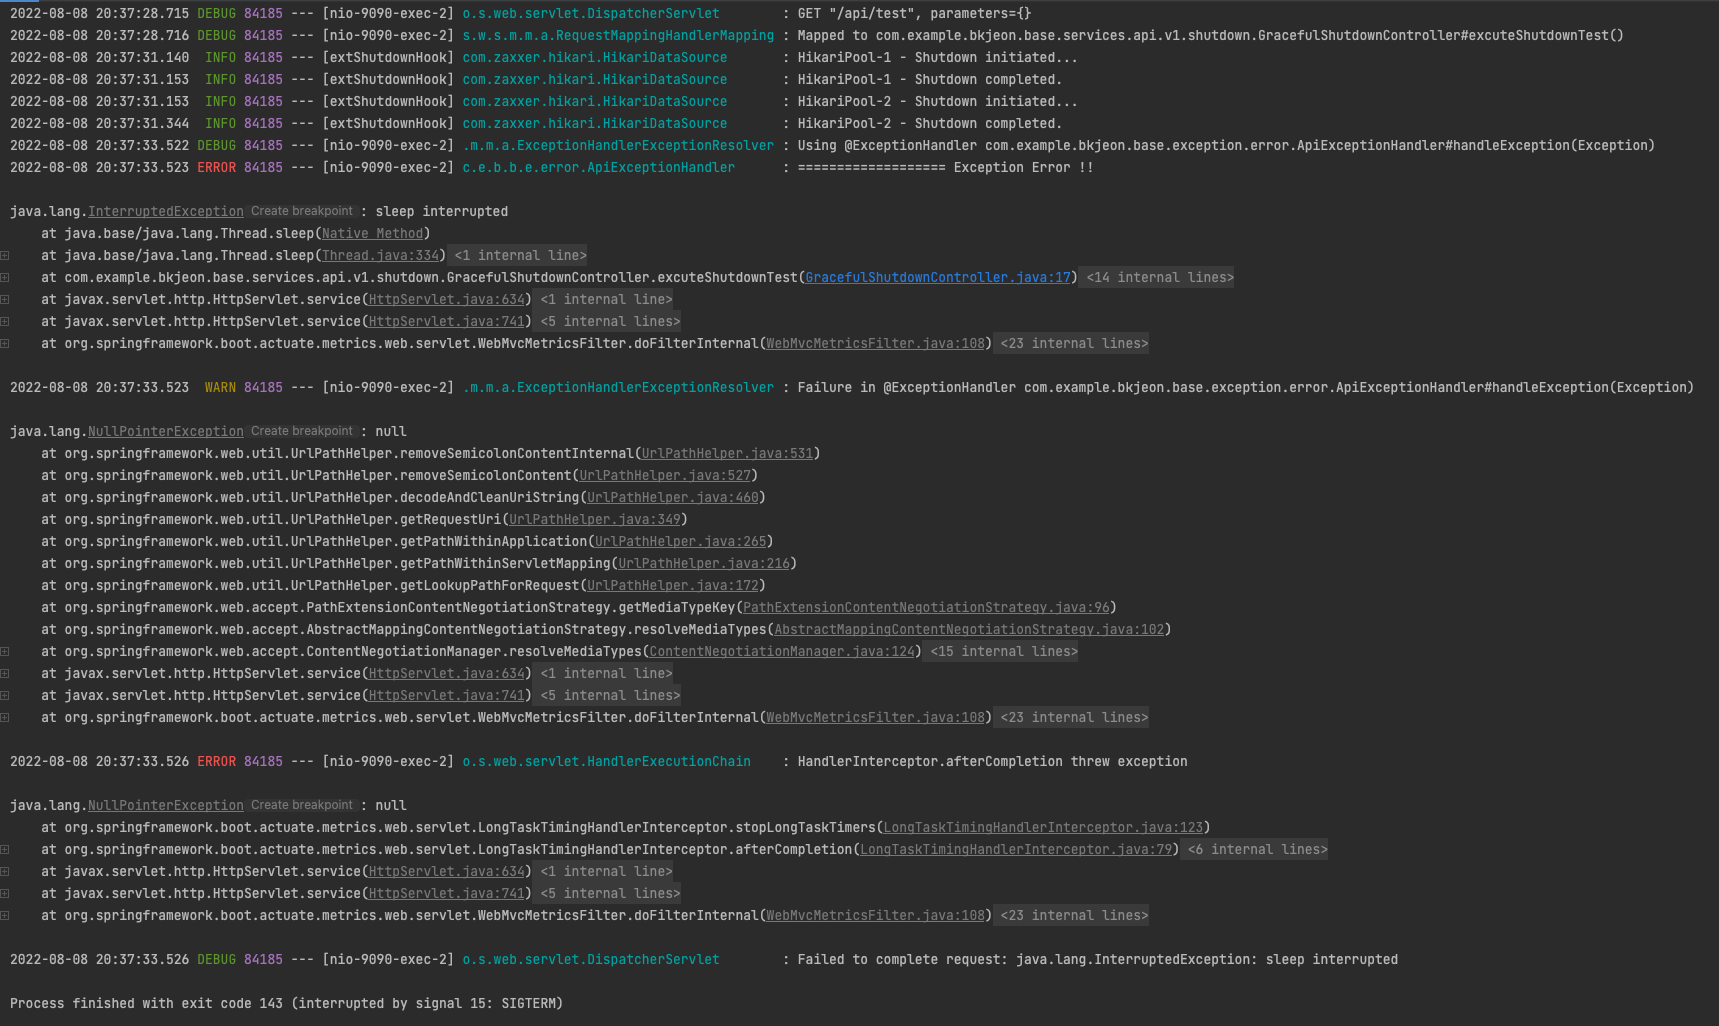 2022-08-08 20:37:28.715 DEBUG 84185 --- [nio-9090-exec-2] o.s.web.servlet.DispatcherServlet        : GET "/api/test", parameters={}
2022-08-08 20:37:28.716 DEBUG 84185 --- [nio-9090-exec-2] s.w.s.m.m.a.RequestMappingHandlerMapping : Mapped to com.example.bkjeon.base.services.api.v1.shutdown.GracefulShutdownController#excuteShutdownTest()
2022-08-08 20:37:31.140  INFO 84185 --- [extShutdownHook] com.zaxxer.hikari.HikariDataSource       : HikariPool-1 - Shutdown initiated...
2022-08-08 20:37:31.153  INFO 84185 --- [extShutdownHook] com.zaxxer.hikari.HikariDataSource       : HikariPool-1 - Shutdown completed.
2022-08-08 20:37:31.153  INFO 84185 --- [extShutdownHook] com.zaxxer.hikari.HikariDataSource       : HikariPool-2 - Shutdown initiated...
2022-08-08 20:37:31.344  INFO 84185 --- [extShutdownHook] com.zaxxer.hikari.HikariDataSource       : HikariPool-2 - Shutdown completed.
2022-08-08 20:37:33.522 DEBUG 84185 --- [nio-9090-exec-2] .m.m.a.ExceptionHandlerExceptionResolver : Using @ExceptionHandler com.example.bkjeon.base.exception.error.ApiExceptionHandler#handleException(Exception)
2022-08-08 20:37:33.523 ERROR 84185 --- [nio-9090-exec-2] c.e.b.b.e.error.ApiExceptionHandler      : =================== Exception Error !!
java.lang.InterruptedException Create breakpoint : sleep interrupted
    at java.base/java.lang.Thread.sleep(Native Method)
    at java.base/java.lang.Thread.sleep(Thread.java:334) <1 internal line>
    at com.example.bkjeon.base.services.api.v1.shutdown.GracefulShutdownController.excuteShutdownTest(GracefulShutdownController.java:17) <14 internal lines>
    at javax.servlet.http.HttpServlet.service(HttpServlet.java:634) <1 internal line>
    at javax.servlet.http.HttpServlet.service(HttpServlet.java:741) <5 internal lines>
    at org.springframework.boot.actuate.metrics.web.servlet.WebMvcMetricsFilter.doFilterInternal(WebMvcMetricsFilter.java:108) <23 internal lines>
2022-08-08 20:37:33.523  WARN 84185 --- [nio-9090-exec-2] .m.m.a.ExceptionHandlerExceptionResolver : Failure in @ExceptionHandler com.example.bkjeon.base.exception.error.ApiExceptionHandler#handleException(Exception)
java.lang.NullPointerException Create breakpoint : null
    at org.springframework.web.util.UrlPathHelper.removeSemicolonContentInternal(UrlPathHelper.java:531)
    at org.springframework.web.util.UrlPathHelper.removeSemicolonContent(UrlPathHelper.java:527)
    at org.springframework.web.util.UrlPathHelper.decodeAndCleanUriString(UrlPathHelper.java:460)
    at org.springframework.web.util.UrlPathHelper.getRequestUri(UrlPathHelper.java:349)
    at org.springframework.web.util.UrlPathHelper.getPathWithinApplication(UrlPathHelper.java:265)
    at org.springframework.web.util.UrlPathHelper.getPathWithinServletMapping(UrlPathHelper.java:216)
    at org.springframework.web.util.UrlPathHelper.getLookupPathForRequest(UrlPathHelper.java:172)
    at org.springframework.web.accept.PathExtensionContentNegotiationStrategy.getMediaTypeKey(PathExtensionContentNegotiationStrategy.java:96)
    at org.springframework.web.accept.AbstractMappingContentNegotiationStrategy.resolveMediaTypes(AbstractMappingContentNegotiationStrategy.java:102)
    at org.springframework.web.accept.ContentNegotiationManager.resolveMediaTypes(ContentNegotiationManager.java:124) <15 internal lines>
    at javax.servlet.http.HttpServlet.service(HttpServlet.java:634) <1 internal line>
    at javax.servlet.http.HttpServlet.service(HttpServlet.java:741) <5 internal lines>
    at org.springframework.boot.actuate.metrics.web.servlet.WebMvcMetricsFilter.doFilterInternal(WebMvcMetricsFilter.java:108) <23 internal lines>
2022-08-08 20:37:33.526 ERROR 84185 --- [nio-9090-exec-2] o.s.web.servlet.HandlerExecutionChain    : HandlerInterceptor.afterCompletion threw exception
java.lang.NullPointerException Create breakpoint : null
    at org.springframework.boot.actuate.metrics.web.servlet.LongTaskTimingHandlerInterceptor.stopLongTaskTimers(LongTaskTimingHandlerInterceptor.java:123)
    at org.springframework.boot.actuate.metrics.web.servlet.LongTaskTimingHandlerInterceptor.afterCompletion(LongTaskTimingHandlerInterceptor.java:79) <6 internal lines>
    at javax.servlet.http.HttpServlet.service(HttpServlet.java:634) <1 internal line>
    at javax.servlet.http.HttpServlet.service(HttpServlet.java:741) <5 internal lines>
    at org.springframework.boot.actuate.metrics.web.servlet.WebMvcMetricsFilter.doFilterInternal(WebMvcMetricsFilter.java:108) <23 internal lines>
2022-08-08 20:37:33.526 DEBUG 84185 --- [nio-9090-exec-2] o.s.web.servlet.DispatcherServlet        : Failed to complete request: java.lang.InterruptedException: sleep interrupted
Process finished with exit code 143 (interrupted by signal 15: SIGTERM)